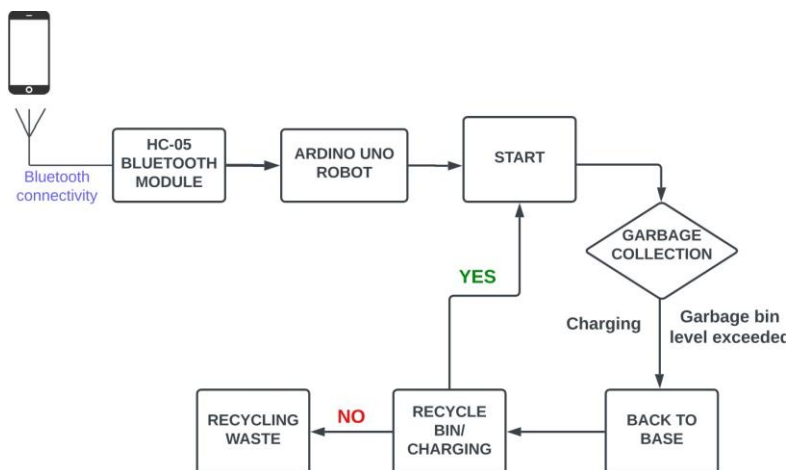 HC-05
BLUETOOTH
MODULE
Bluetooth
connectivity
ARDINO UNO
ROBOT
START
GARBAGE
COLLECTION
YES
Charging
Garbage bin
level exceeded
RECYCLING
WASTE
NO
RECYCLE
BIN/
CHARGING
BACK TO
BASE